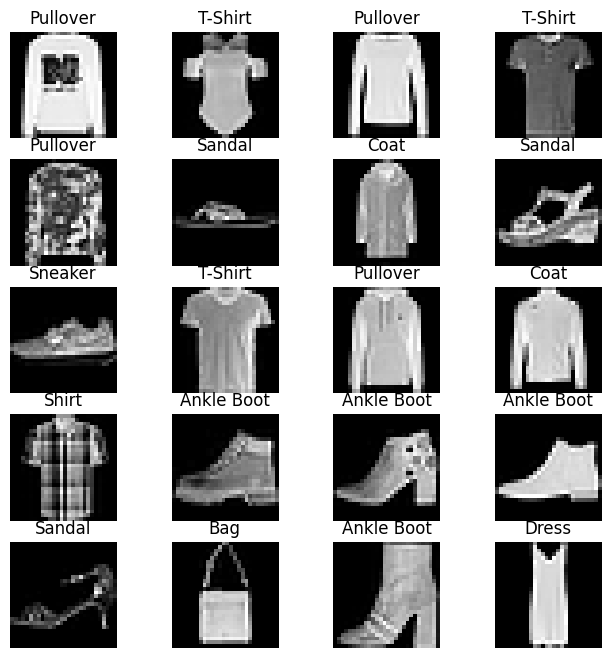 Pullover T-Shirt Pullover T-Shirt
Pullover Sandal Coat Sandal
Sneaker T-Shirt Pullover Coat
Shirt Ankle Boot Ankle Boot Ankle Boot
Sandal Bag Ankle Boot Dress